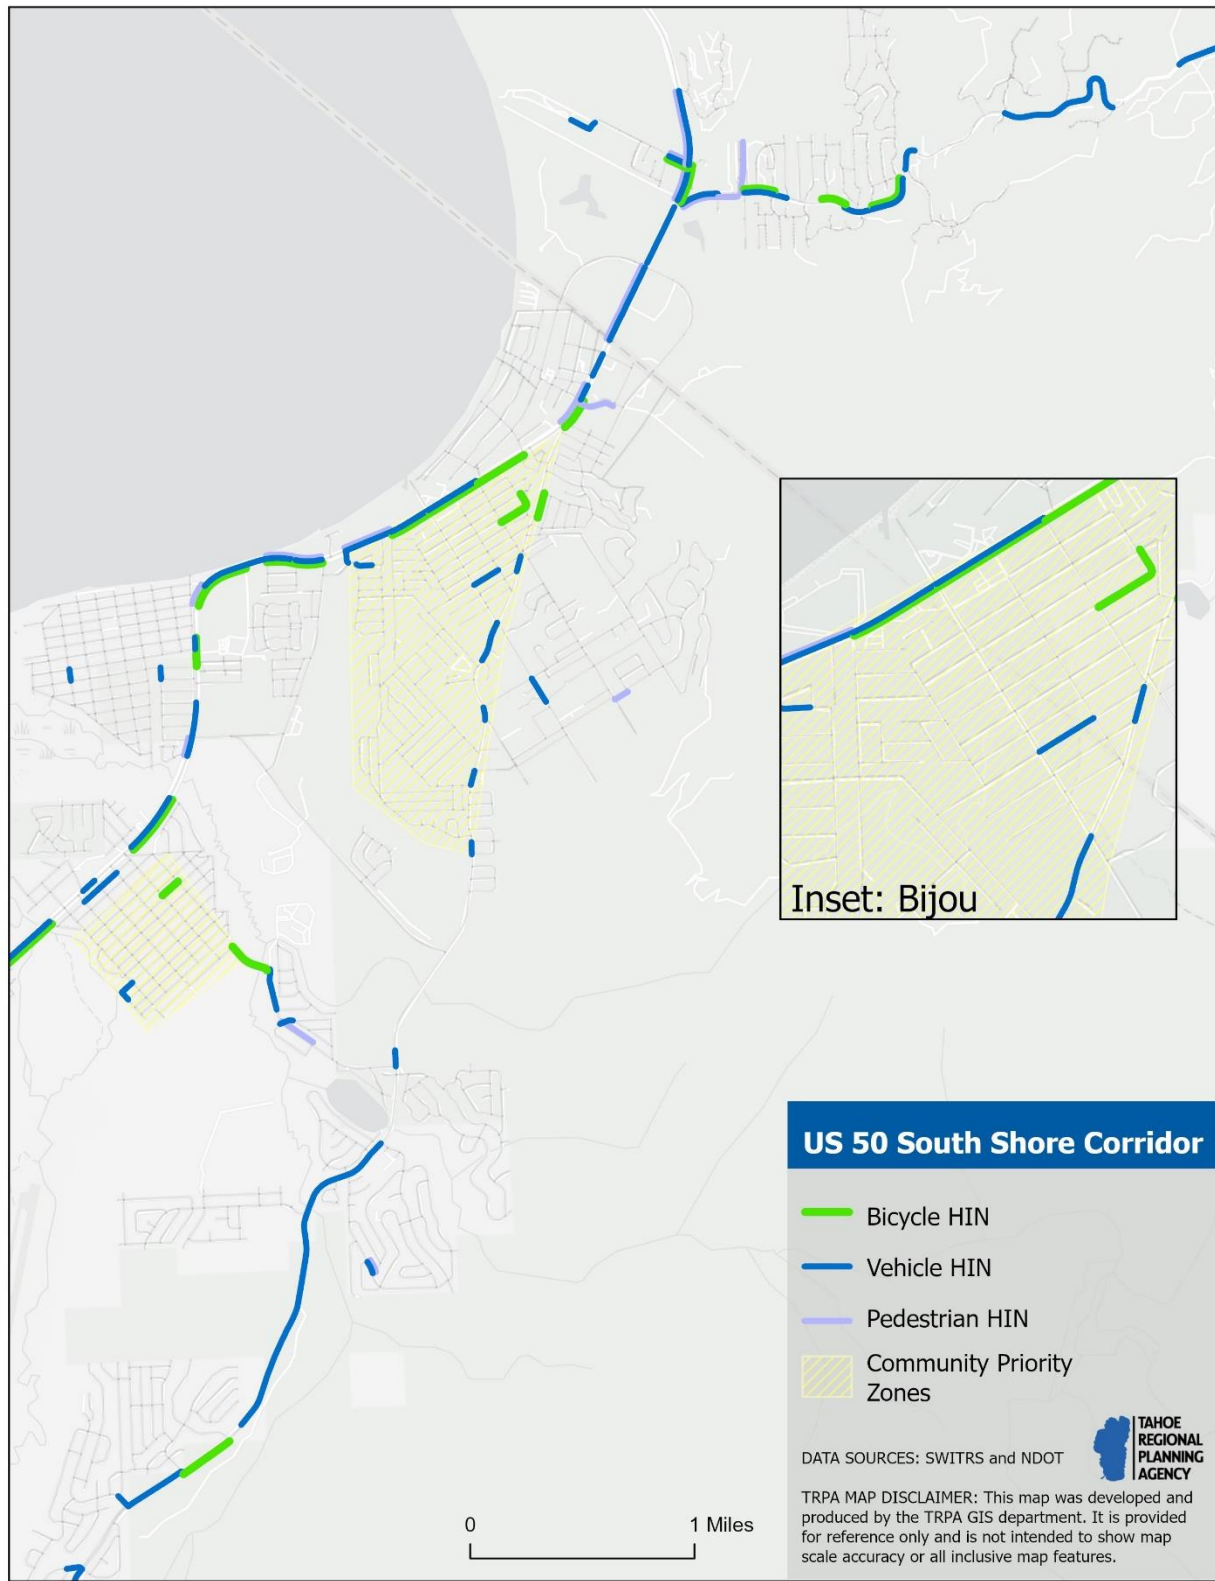 Inset: Bijou
US 50 South Shore Corridor
Bicycle HIN
Vehicle HIN
Pedestrian HIN
Community Priority
Zones
DATA SOURCES: SWITRS and NDOT
TAHOE
REGIONAL
PLANNING
AGENCY
TRPA MAP DISCLAIMER: This map was developed and
produced by the TRPA GIS department. It is provided
for reference only and is not intended to show map
scale accuracy or all inclusive map features.
0 1 Miles